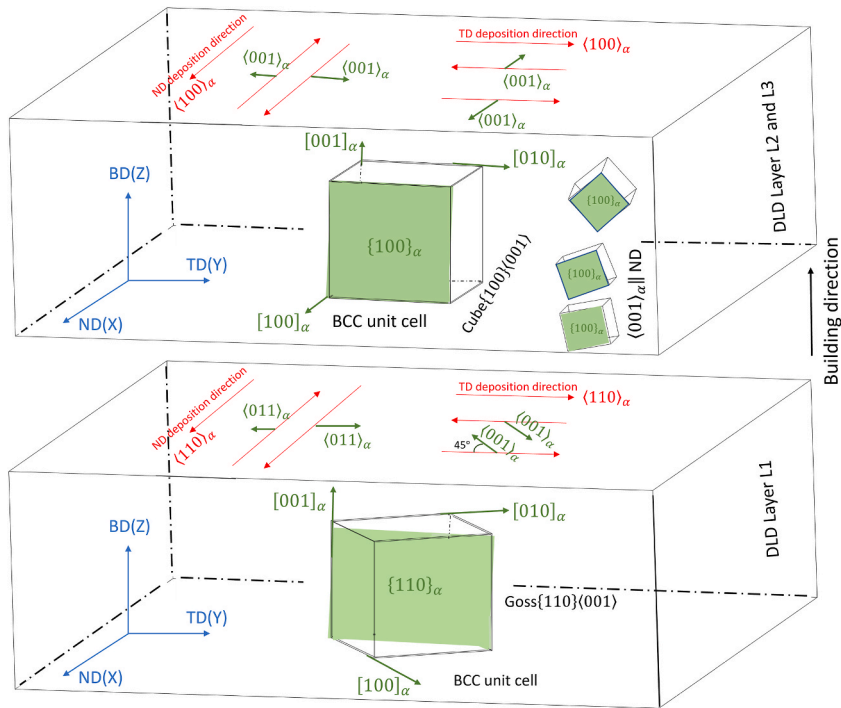 ND deposition direction
⟨100⟩α
⟨001⟩α
⟨001⟩α
TD deposition direction
⟨100⟩α
⟨001⟩α
⟨001⟩α
BD(Z)
TD(Y)
ND(X)
[001]α
[010]α
{100}α
[100]α
BCC unit cell
Cube{100}⟨001⟩
{100}α
{100}α
{100}α
⟨001⟩α∥ ND
DLD Layer L2 and L3
Building direction
ND deposition direction
⟨110⟩α
⟨011⟩α
⟨011⟩α
TD deposition direction
⟨110⟩α
⟨001⟩α
45°
⟨001⟩α
BD(Z)
TD(Y)
ND(X)
[001]α
[010]α
{110}α
Goss{110}⟨001⟩
[100]α
BCC unit cell
DLD Layer L1